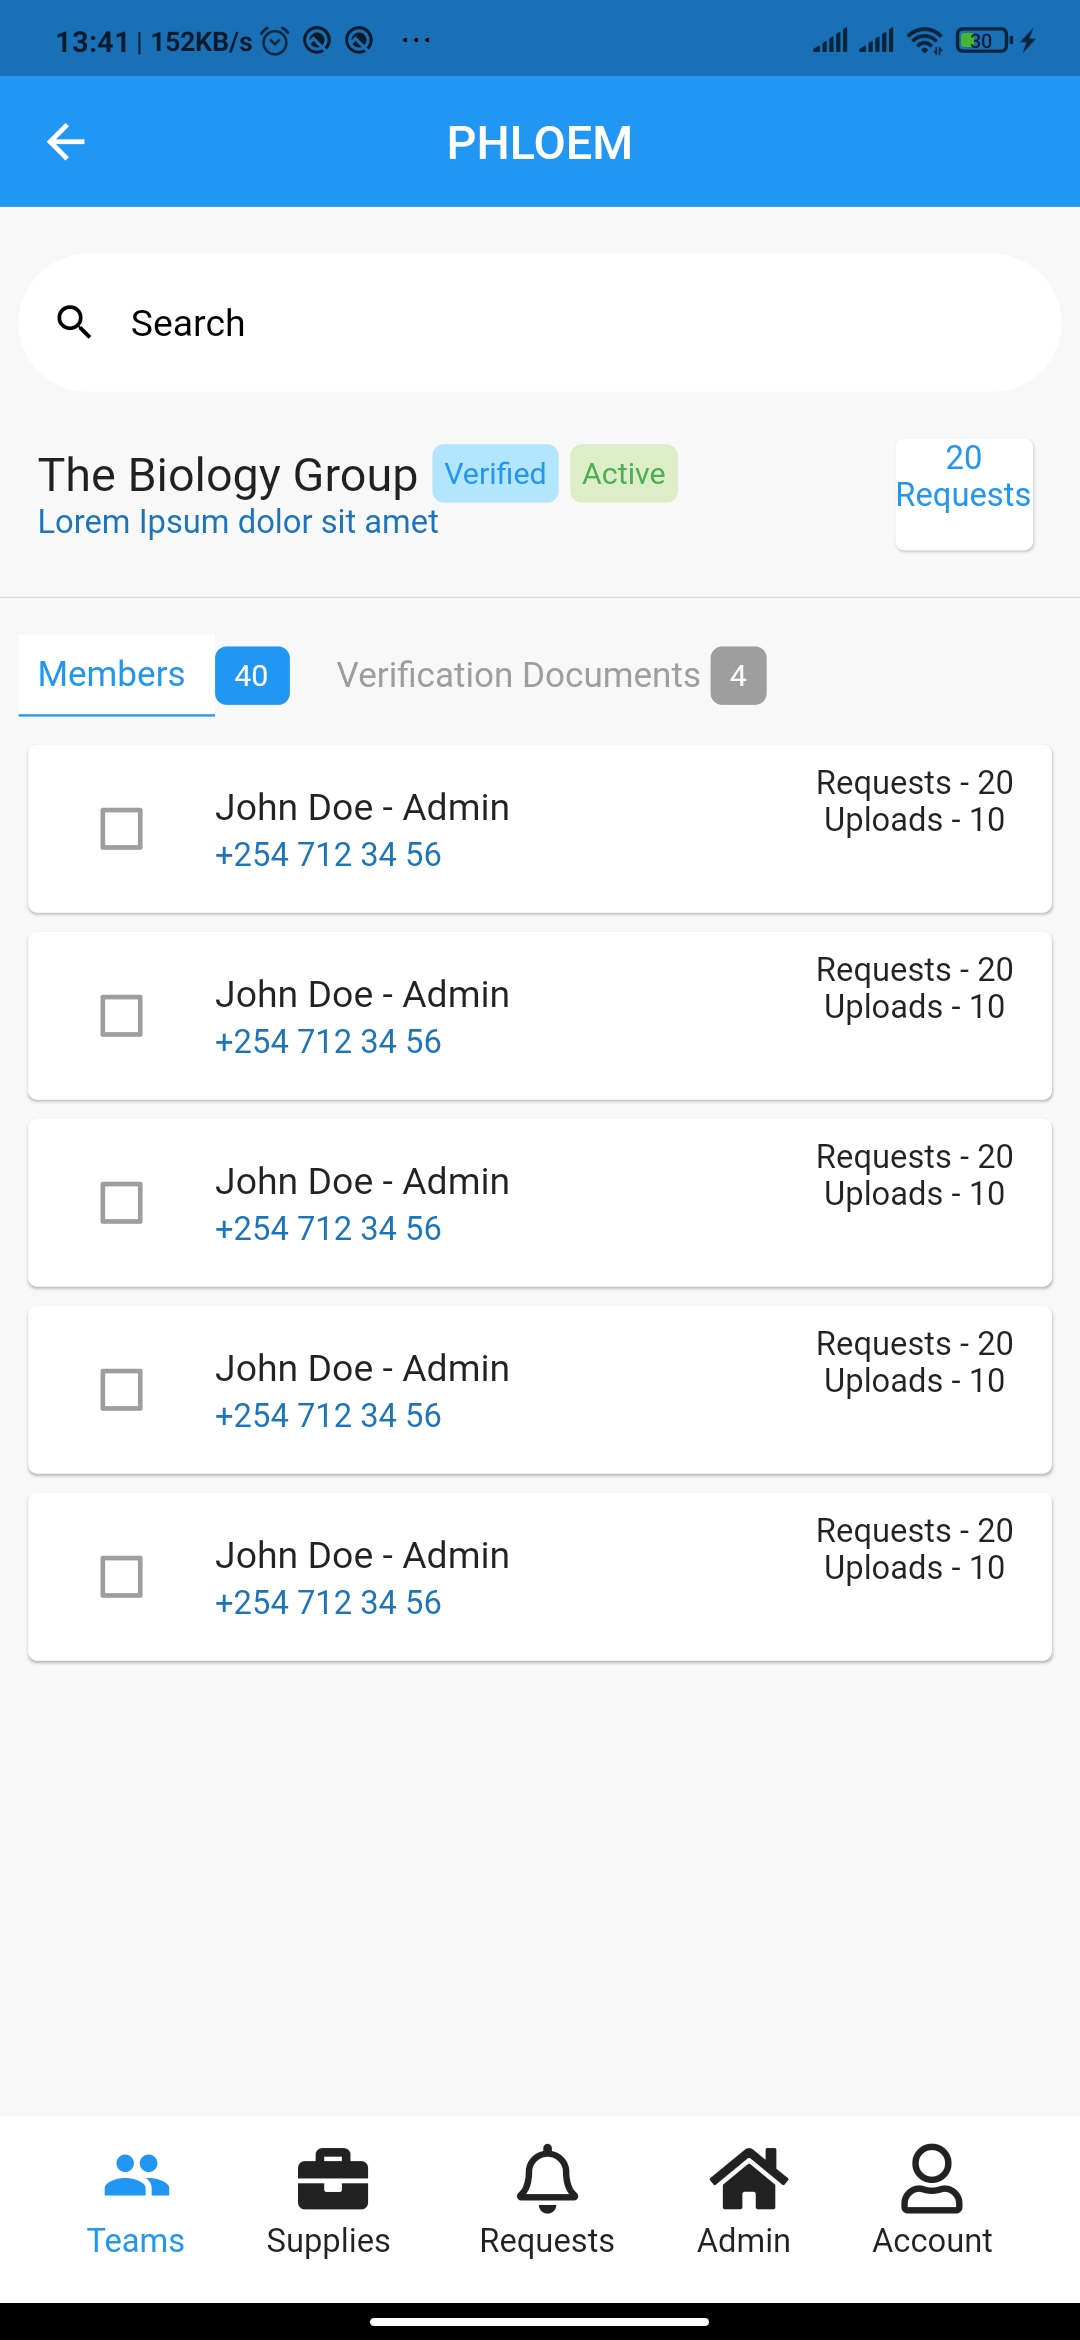 13:41 | 152KB/s ...
30
PHLOEM
Search
The Biology Group Verified Active
Lorem Ipsum dolor sit amet
20
Requests
Members 40 Verification Documents 4
John Doe - Admin
+254 712 34 56
Requests - 20
Uploads - 10
John Doe - Admin
+254 712 34 56
Requests - 20
Uploads - 10
John Doe - Admin
+254 712 34 56
Requests - 20
Uploads - 10
John Doe - Admin
+254 712 34 56
Requests - 20
Uploads - 10
John Doe - Admin
+254 712 34 56
Requests - 20
Uploads - 10
Teams Supplies Requests Admin Account